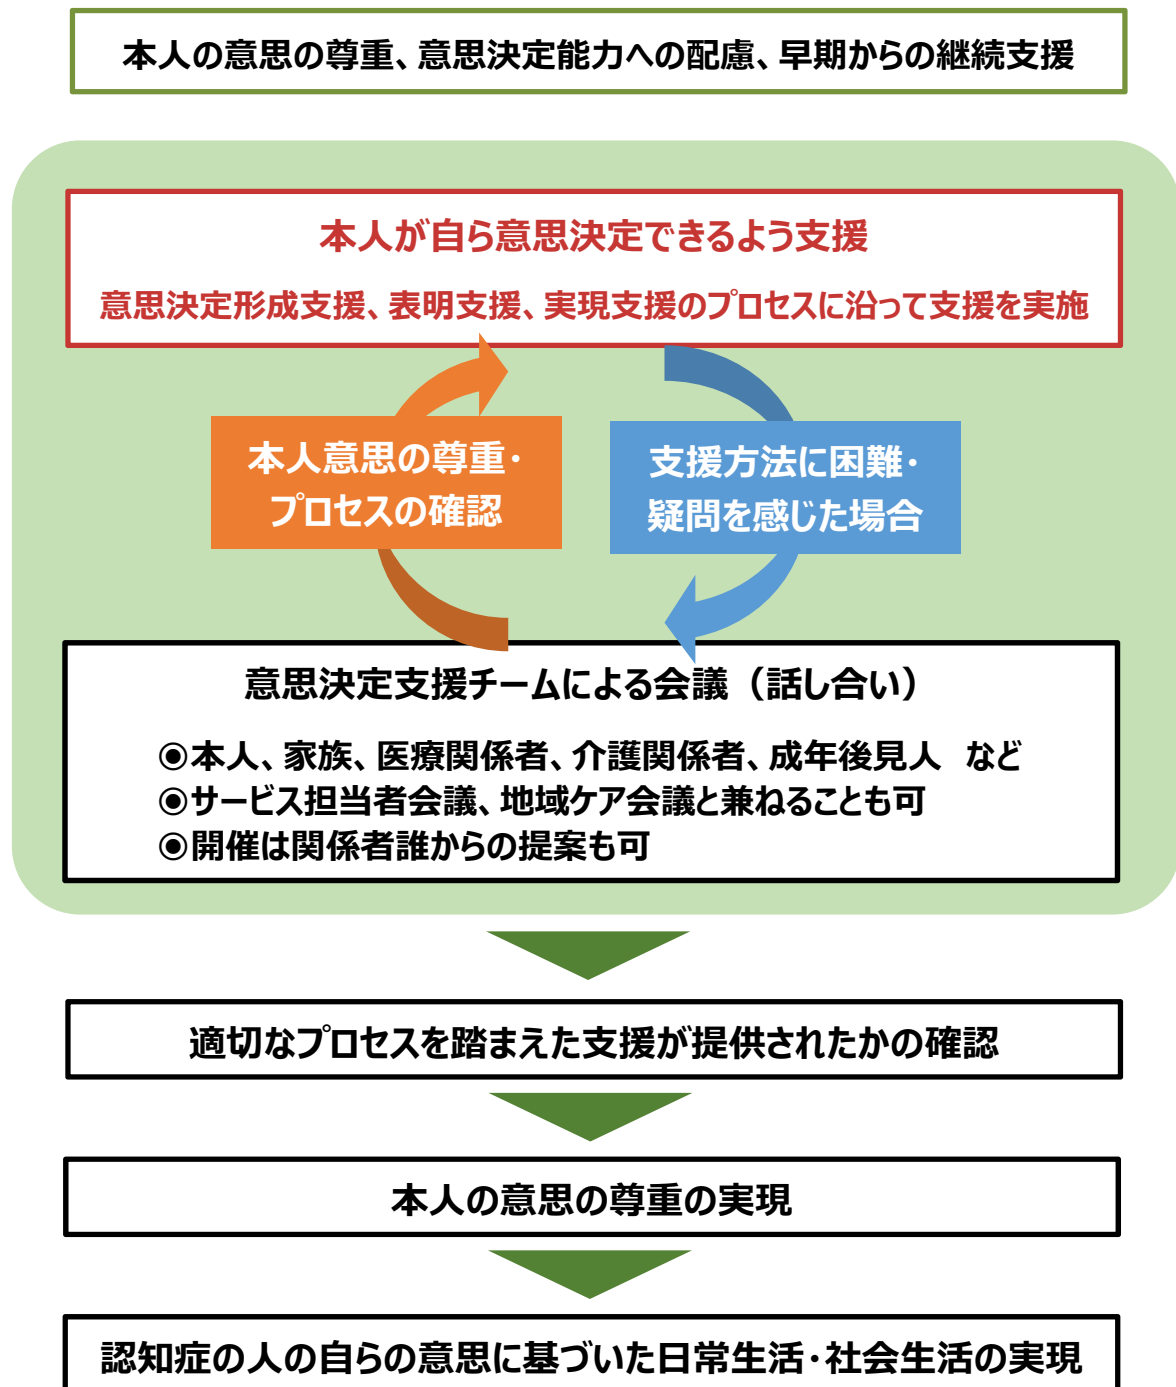 本人の意思の尊重、意思決定能力への配慮、早期からの継続支援
本人が自ら意思決定できるよう支援
意思決定形成支援、表明支援、実現支援のプロセスに沿って支援を実施
本人意思の尊重・
プロセスの確認
支援方法に困難・
疑問を感じた場合
意思決定支援チームによる会議（話し合い）
◉本人、家族、医療関係者、介護関係者、成年後見人　など
◉サービス担当者会議、地域ケア会議と兼ねることも可
◉開催は関係者誰からの提案も可
適切なプロセスを踏まえた支援が提供されたかの確認
本人の意思の尊重の実現
認知症の人の自らの意思に基づいた日常生活・社会生活の実現